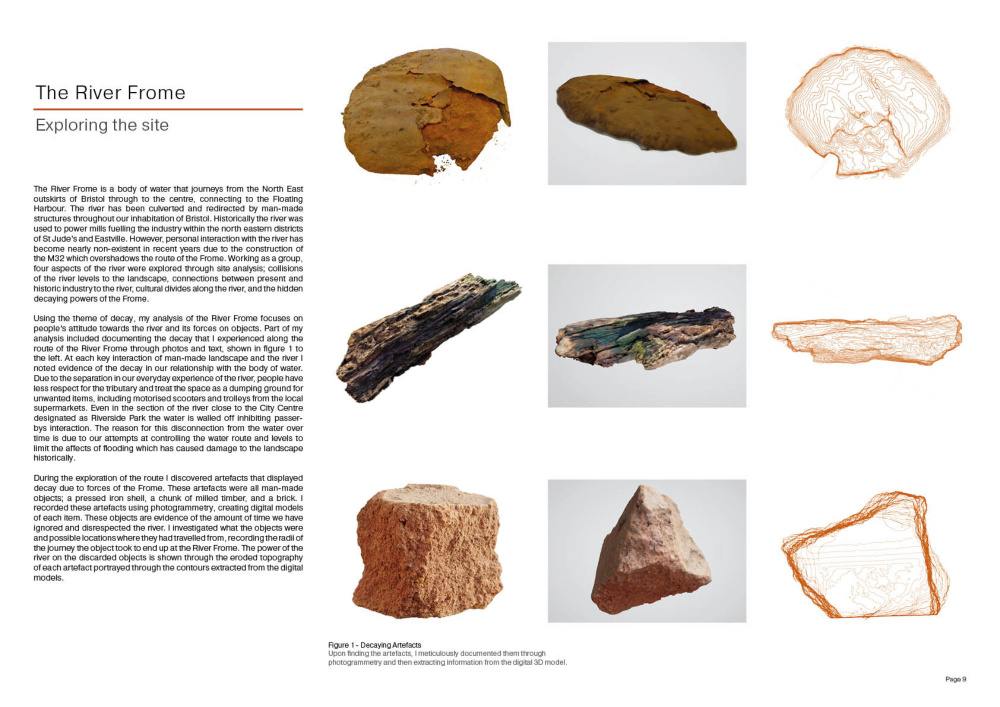 The River Frome
Exploring the site
The River Frome is a body of water that journeys from the North East
outskirts of Bristol through to the centre, connecting to the Floating
Harbour. The river has been culverted and redirected by man-made
structures throughout our inhabitation of Bristol. Historically the river was
used to power mills fuelling the industry within the north eastern districts
of St Jude's and Eastville. However, personal interaction with the river has
become nearly non-existent in recent years due to the construction of
the M32 which overshadows the route of the Frome. Working as a group,
four aspects of the river were explored through site analysis; collisions
of the river levels to the landscape, connections between present and
historic industry to the river, cultural divides along the river, and the hidden
decaying powers of the Frome.
Using the theme of decay, my analysis of the River Frome focuses on
people's attitude towards the river and its forces on objects. Part of my
analysis included documenting the decay that I experienced along the
route of the River Frome through photos and text, shown in figure 1 to
the left. At each key interaction of man-made landscape and the river I
noted evidence of the decay in our relationship with the body of water.
Due to the separation in our everyday experience of the river, people have
less respect for the tributary and treat the space as a dumping ground for
unwanted items, including motorised scooters and trolleys from the local
supermarkets. Even in the section of the river close to the City Centre
designated as Riverside Park the water is walled off inhibiting passer-
bys interaction. The reason for this disconnection from the water over
time is due to our attempts at controlling the water route and levels to
limit the affects of flooding which has caused damage to the landscape
historically.
During the exploration of the route I discovered artefacts that displayed
decay due to forces of the Frome. These artefacts were all man-made
objects; a pressed iron shell, a chunk of milled timber, and a brick. I
recorded these artefacts using photogrammetry, creating digital models
of each item. These objects are evidence of the amount of time we have
ignored and disrespected the river. I investigated what the objects were
and possible locations where they had travelled from, recording the radii of
the journey the object took to end up at the River Frome. The power of the
river on the discarded objects is shown through the eroded topography
of each artefact portrayed through the contours extracted from the digital
models.
Figure 1 - Decaying Artefacts
Upon finding the artefacts, I meticulously documented them through
photogrammetry and then extracting information from the digital 3D model.
Page 9